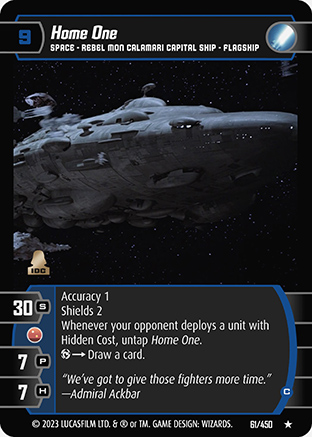 9 Home One
SPACE - REBEL MON CALAMARI CAPITAL SHIP - FLAGSHIP
IDC
30 S
7 P
7 H
Accuracy 1
Shields 2
Whenever your opponent deploys a unit with
Hidden Cost, untap Home One.
→ Draw a card.
“We’ve got to give those fighters more time.”
—Admiral Ackbar
C
© 2023 LUCASFILM LTD. & ® or TM. GAME DESIGN: WIZARDS. 61/450 ★